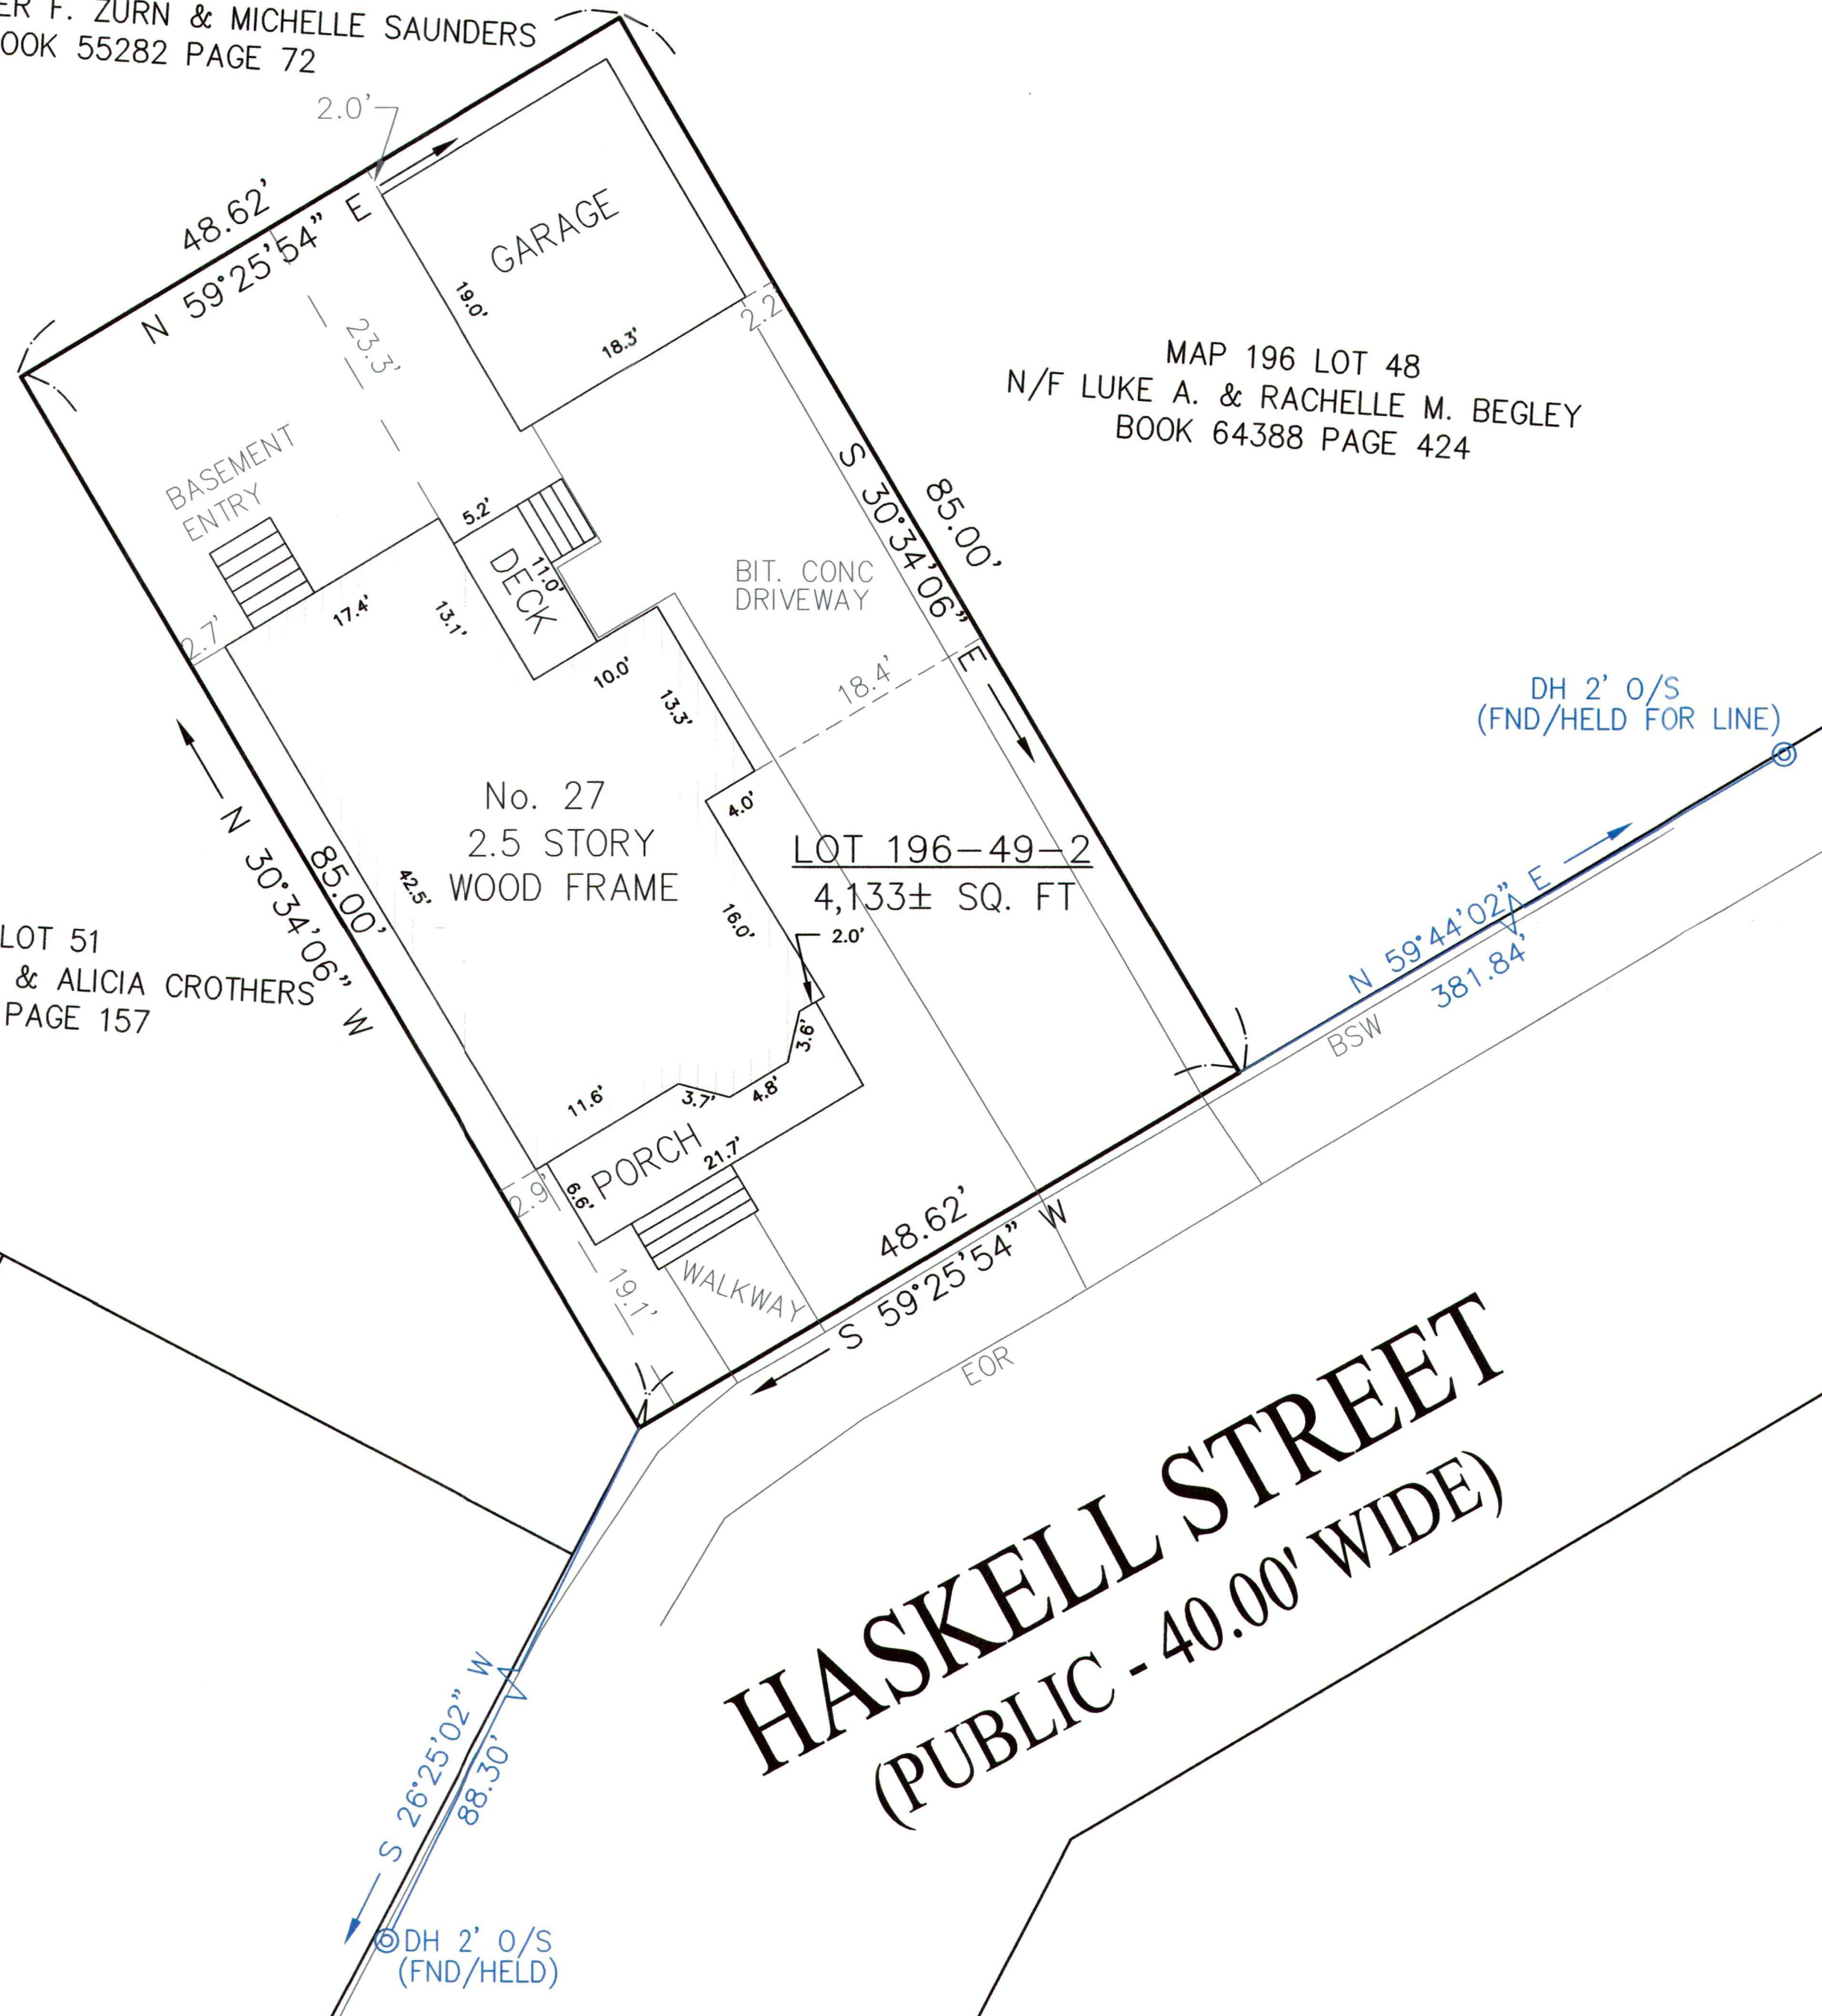 ER F. ZURN & MICHELLE SAUNDERS
OOK 55282 PAGE 72
2.0'
48.62'
N 59°25'54" E
GARAGE
19.0'
18.3'
2.2'
23.3'
MAP 196 LOT 48
N/F LUKE A. & RACHELLE M. BEGLEY
BOOK 64388 PAGE 424
BASEMENT
ENTRY
5.2'
DECK
11.0'
S 30°34'06" E
85.00'
BIT. CONC
DRIVEWAY
2.7'
17.4'
13.1'
10.0'
13.3'
18.4'
DH 2' O/S
(FND/HELD FOR LINE)
No. 27
2.5 STORY
WOOD FRAME
4.0'
LOT 196-49-2
4,133± SQ. FT
N 30°34'06" W
85.00'
42.5'
16.0'
2.0'
LOT 51
& ALICIA CROTHERS
PAGE 157
N 59°44'02" E
381.84'
BSW
3.6'
11.6'
3.7'
4.8'
PORCH
21.7'
6.6'
2.9'
19.1'
WALKWAY
48.62'
S 59°25'54" W
EOR
HASKELL STREET
(PUBLIC - 40.00' WIDE)
S 26°25'02" W
88.30'
DH 2' O/S
(FND/HELD)